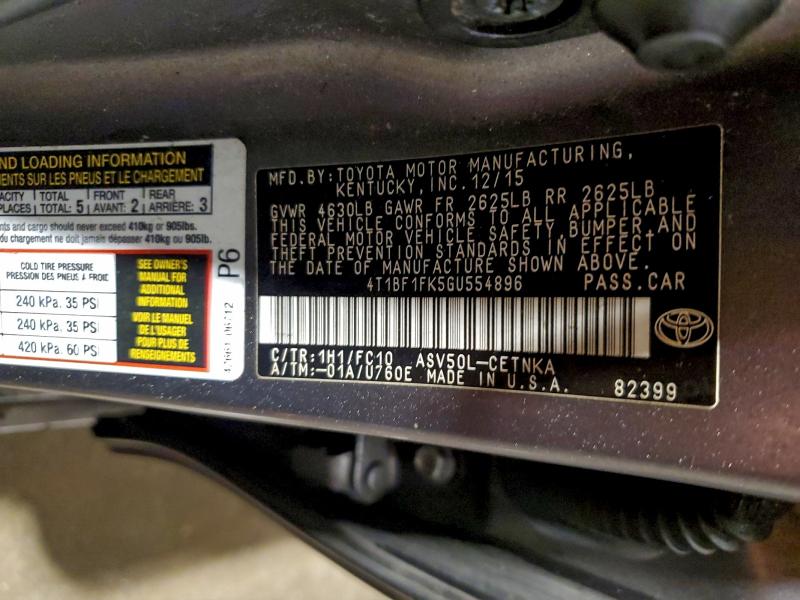 ND LOADING INFORMATION
MENTS SUR LES PNEUS ET LE CHARGEMENT
ACITY TOTAL FRONT REAR
PLACES TOTAL: 5 AVANT: 2 ARRIÈRE: 3
nts and cargo should never exceed 410kg or 905lb.
u chargement ne doit jamais dépasser 410kg ou 905lb.
COLD TIRE PRESSURE
PRESSION DES PNEUS À FROID
240 kPa. 35 PSI
240 kPa. 35 PSI
420 kPa. 60 PSI
SEE OWNER'S
MANUAL FOR
ADDITIONAL
INFORMATION
VOIR LE MANUEL
DE L'USAGER
POUR PLUS DE
RENSEIGNEMENTS
P6
MFD.BY:TOYOTA MOTOR MANUFACTURING,
KENTUCKY, INC.12/15
GVWR 4630LB GAWR FR 2625LB RR 2625LB
THIS VEHICLE CONFORMS TO ALL APPLICABLE
FEDERAL MOTOR VEHICLE SAFETY,BUMPER,AND
THEFT PREVENTION STANDARDS IN EFFECT ON
THE DATE OF MANUFACTURE SHOWN ABOVE.
4T1BF1FK5GU554896 PASS.CAR
C/TR:1H1/FC10 ASV50L-CETNKA
A/TM:-01A/U760E MADE IN U.S.A. 82399